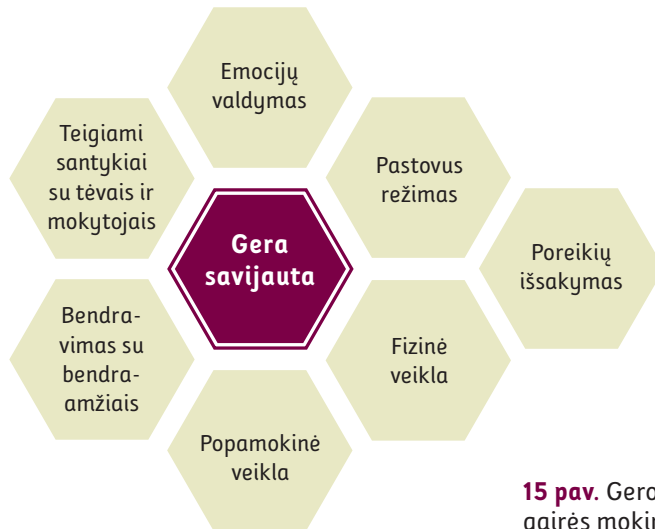 Emocijų
valdymas
Teigiami
santykiai
su tėvais ir
mokytojais
Pastovus
režimas
Gera
savijauta
Poreikių
išsakymas
Bendra-
vimas su
bendra-
amžiais
Fizinė
veikla
Popamokinė
veikla
15 pav. Gero